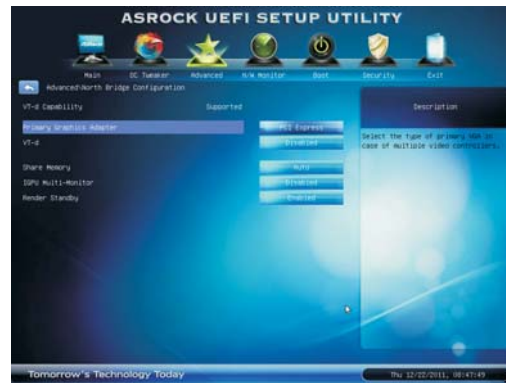 ASROCK UEFI SETUP UTILITY
Main OC Tweaker Advanced H/W Monitor Boot Security Exit
Advanced\North Bridge Configuration
VT-d Capability Supported
Primary Graphics Adapter PCI Express
VT-d Disabled
Share Memory Auto
IGPU Multi-Monitor Disabled
Render Standby Enabled
Description
Select the type of primary VGA in
case of multiple video controllers.
Tomorrow's Technology Today
Thu 12/22/2011, 08:47:49